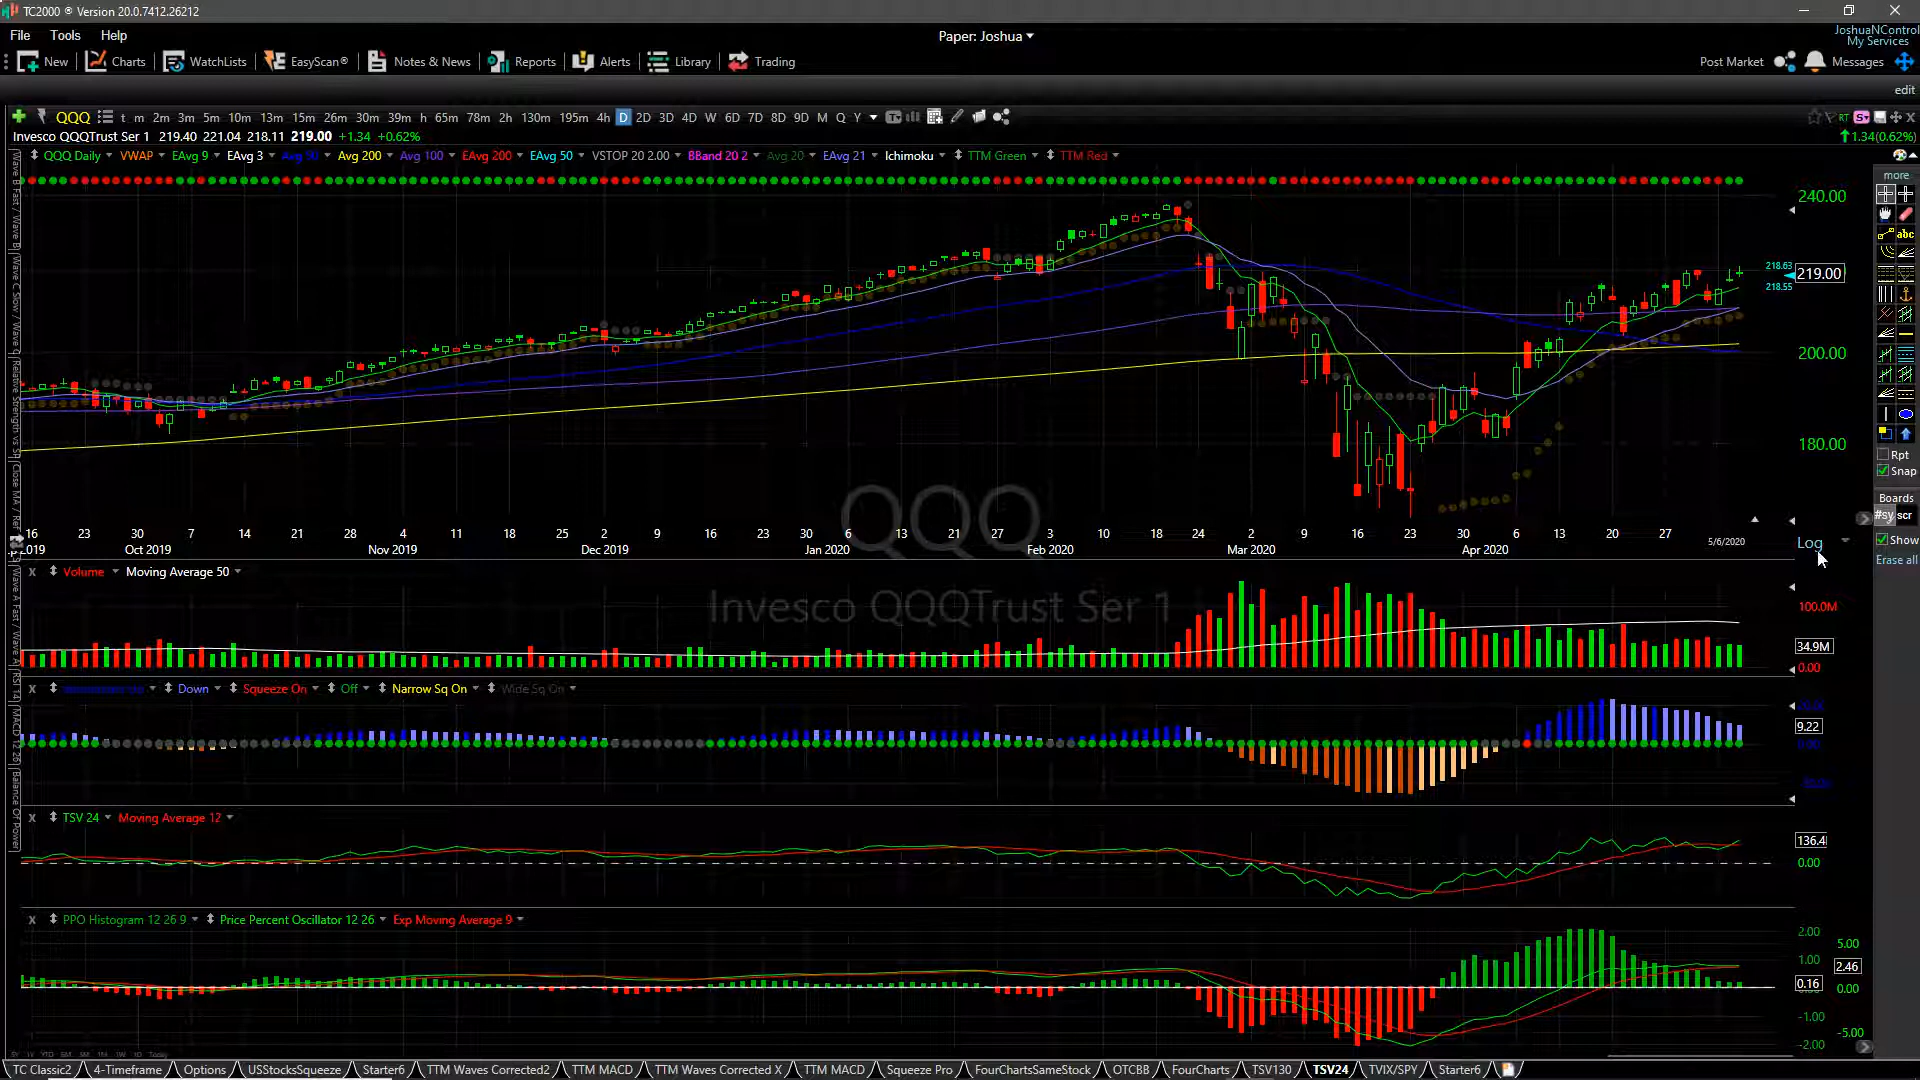 TC2000 ® Version 20.0.7412.26212
File Tools Help
Paper: Joshua
JoshuaNControl
My Services
New Charts WatchLists EasyScan® Notes & News Reports Alerts Library Trading
Post Market Messages
edit
QQQ t m 2m 3m 5m 10m 13m 15m 26m 30m 39m h 65m 78m 2h 130m 195m 4h D 2D 3D 4D W 6D 7D 8D 9D M Q Y
RT
Invesco QQQTrust Ser 1 219.40 221.04 218.11 219.00 +1.34 +0.62%
1.34(0.62%)
QQQ Daily VWAP EAvg 9 EAvg 3 Avg 50 Avg 200 Avg 100 EAvg 200 EAvg 50 VSTOP 20 2.00 BBand 20 2 Avg 20 EAvg 21 Ichimoku TTM Green TTM Red
more
240.00
abc
218.63
219.00
218.55
200.00
180.00
Rpt
Snap
Boards
#sy scr
Show
Erase all
QQQ
Invesco QQQTrust Ser 1
16 23 30 7 14 21 28 4 11 18 25 2 9 16 23 30 6 13 21 27 3 10 18 24 2 9 16 23 30 6 13 20 27
2019 Oct 2019 Nov 2019 Dec 2019 Jan 2020 Feb 2020 Mar 2020 Apr 2020 5/6/2020
Log
x Volume Moving Average 50
100.0M
34.9M
0.00
x Down Squeeze On Off Narrow Sq On Wide Sq On
9.22
0.00
x TSV 24 Moving Average 12
136.4
0.00
x PPO Histogram 12 26 9 Price Percent Oscillator 12 26 Exp Moving Average 9
2.00
5.00
1.00
2.46
0.16
0.00
-1.00
-5.00
-2.00
TC Classic2 4-Timeframe Options USStocksSqueeze Starter6 TTM Waves Corrected2 TTM MACD TTM Waves Corrected X TTM MACD Squeeze Pro FourChartsSameStock OTCBB FourCharts TSV130 TSV24 TVIX/SPY Starter6